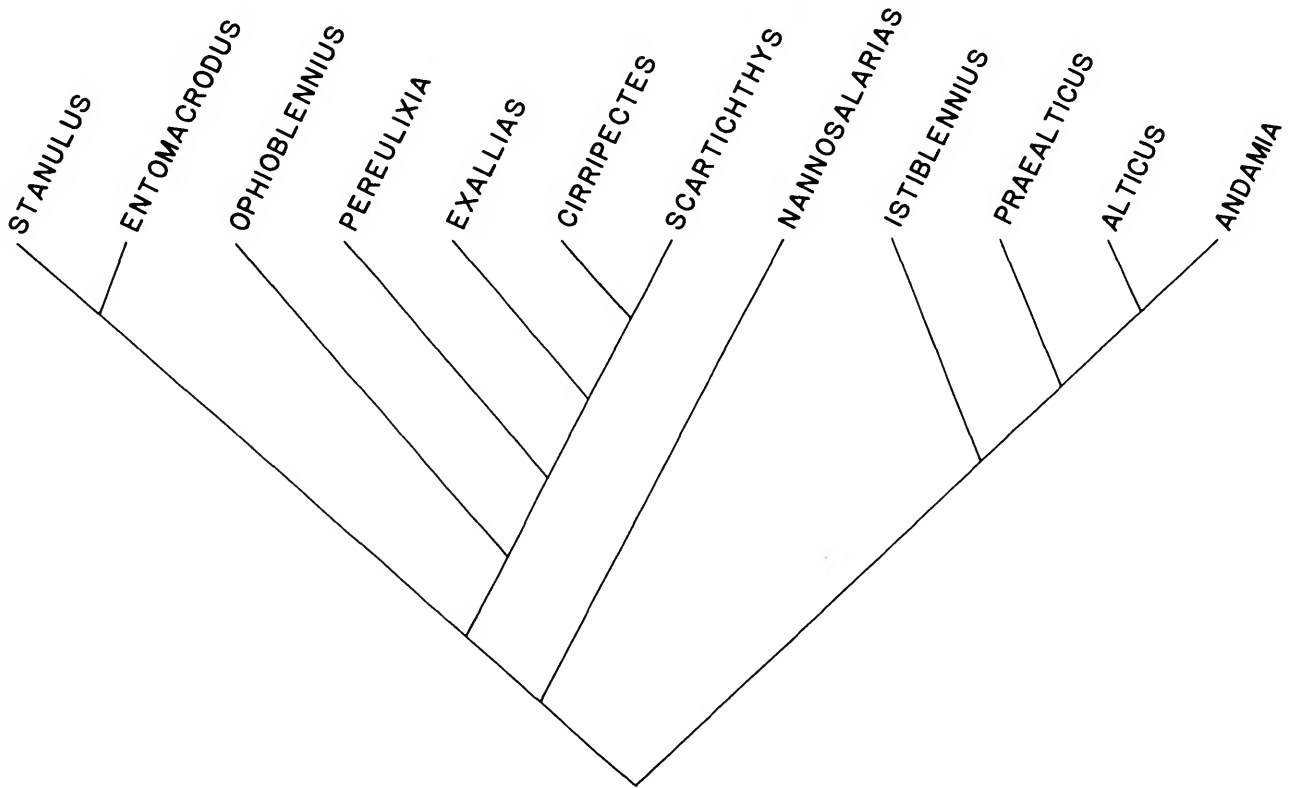 STANULUS
ENTOMACRODUS
OPHIOBLENNIUS
PEREULIXIA
EXALLIAS
CIRRIPECTES
SCARTICHTHYS
NANNOSALARIAS
ISTIBLENNIUS
PRAEALTICUS
ALTICUS
ANDAMIA